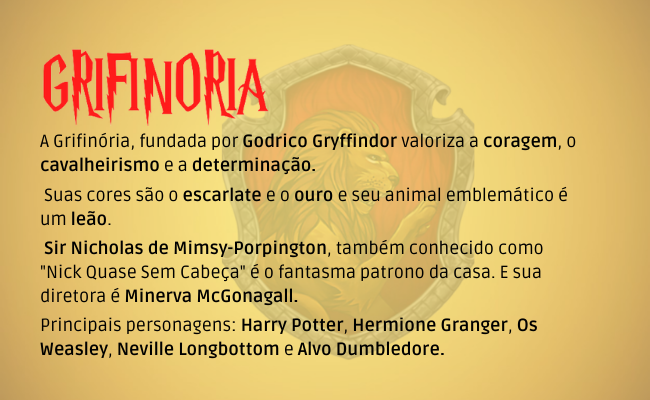 GRIFINORIA
A Grifinória, fundada por Godrico Gryffindor valoriza a coragem, o
cavalheirismo e a determinação.
Suas cores são o escarlate e o ouro e seu animal emblemático é
um leão.
Sir Nicholas de Mimsy-Porpington, também conhecido como
"Nick Quase Sem Cabeça" é o fantasma patrono da casa. E sua
diretora é Minerva McGonagall.
Principais personagens: Harry Potter, Hermione Granger, Os
Weasley, Neville Longbottom e Alvo Dumbledore.